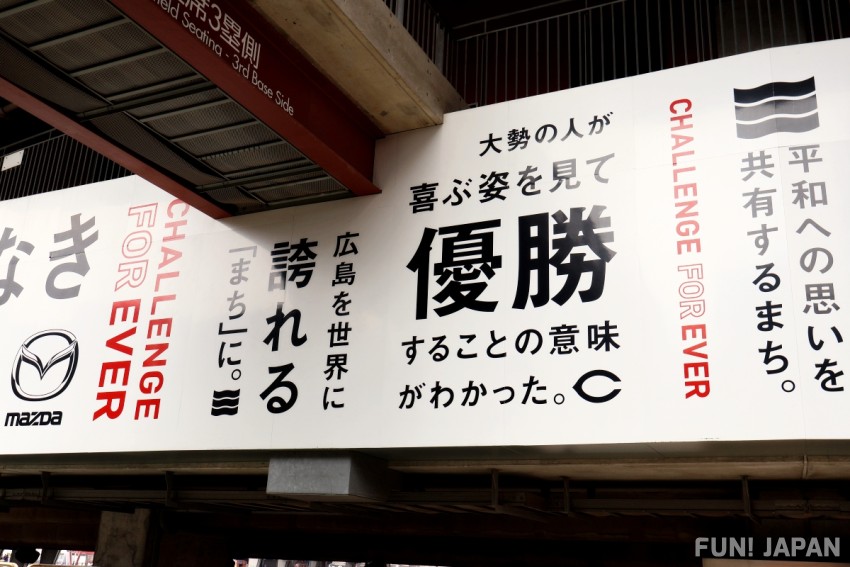 席3塁側
field Seating - 3rd Base Side
なき
mazda
CHALLENGE
FOR EVER
広島を世界に
誇れる
「まち」に。
大勢の人が
喜ぶ姿を見て
優勝
することの意味
がわかった。
CHALLENGE FOR EVER
平和への思いを
共有するまち。
FUN! JAPAN